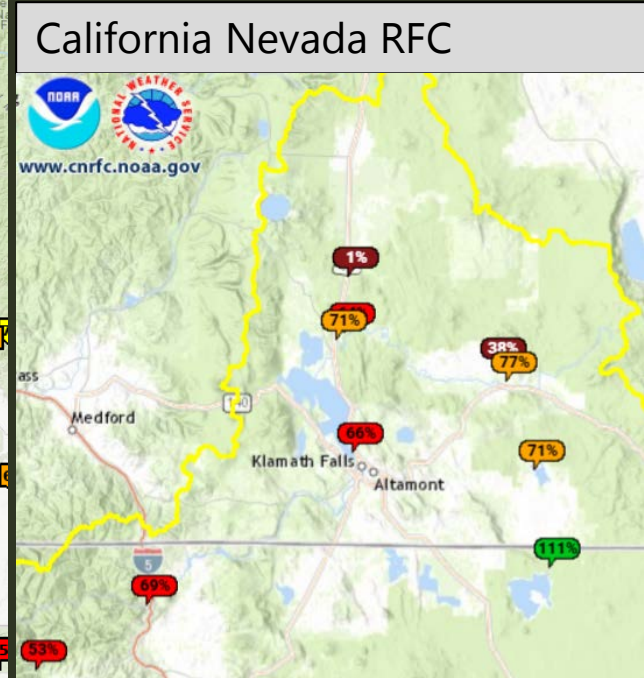 California Nevada RFC
NOAA
NATIONAL WEATHER SERVICE
www.cnrfc.noaa.gov
1%
71%
38%
77%
ass
Medford
66%
Klamath Falls
Altamont
71%
111%
5
69%
53%